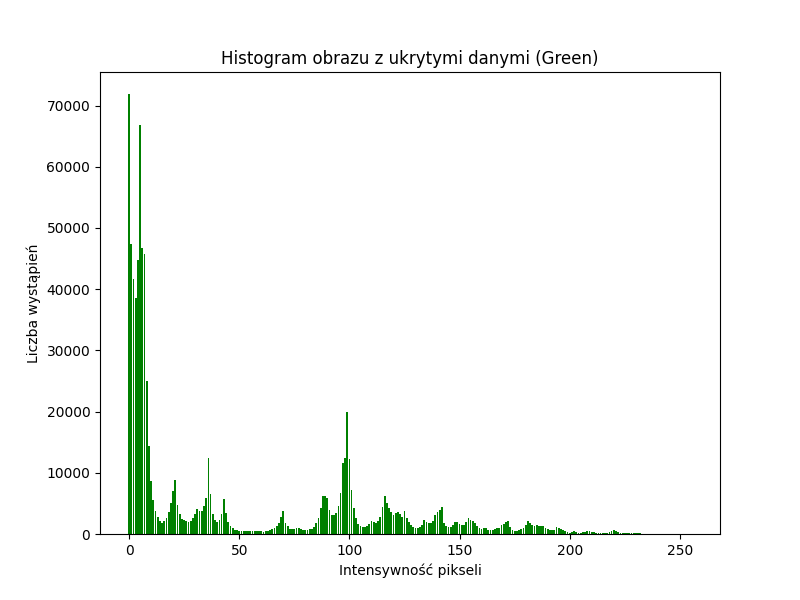 Histogram obrazu z ukrytymi danymi (Green)
70000
60000
50000
40000
30000
20000
10000
0
Liczba wystąpień
0 50 100 150 200 250
Intensywność pikseli